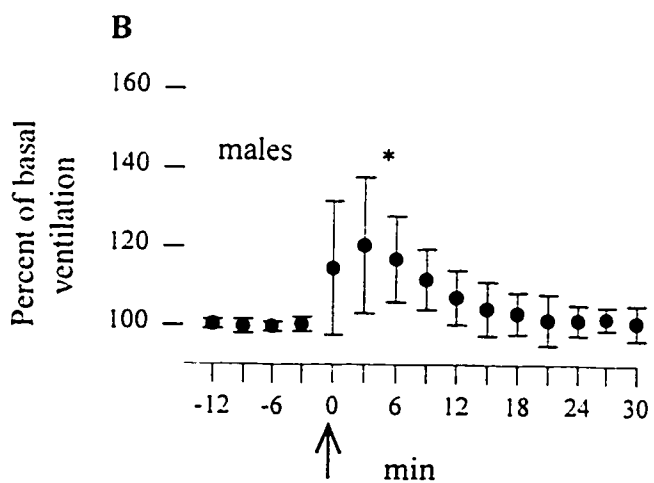 B
160
140
120
100
Percent of basal
ventilation
males
*
-12 -6 0 6 12 18 24 30
min